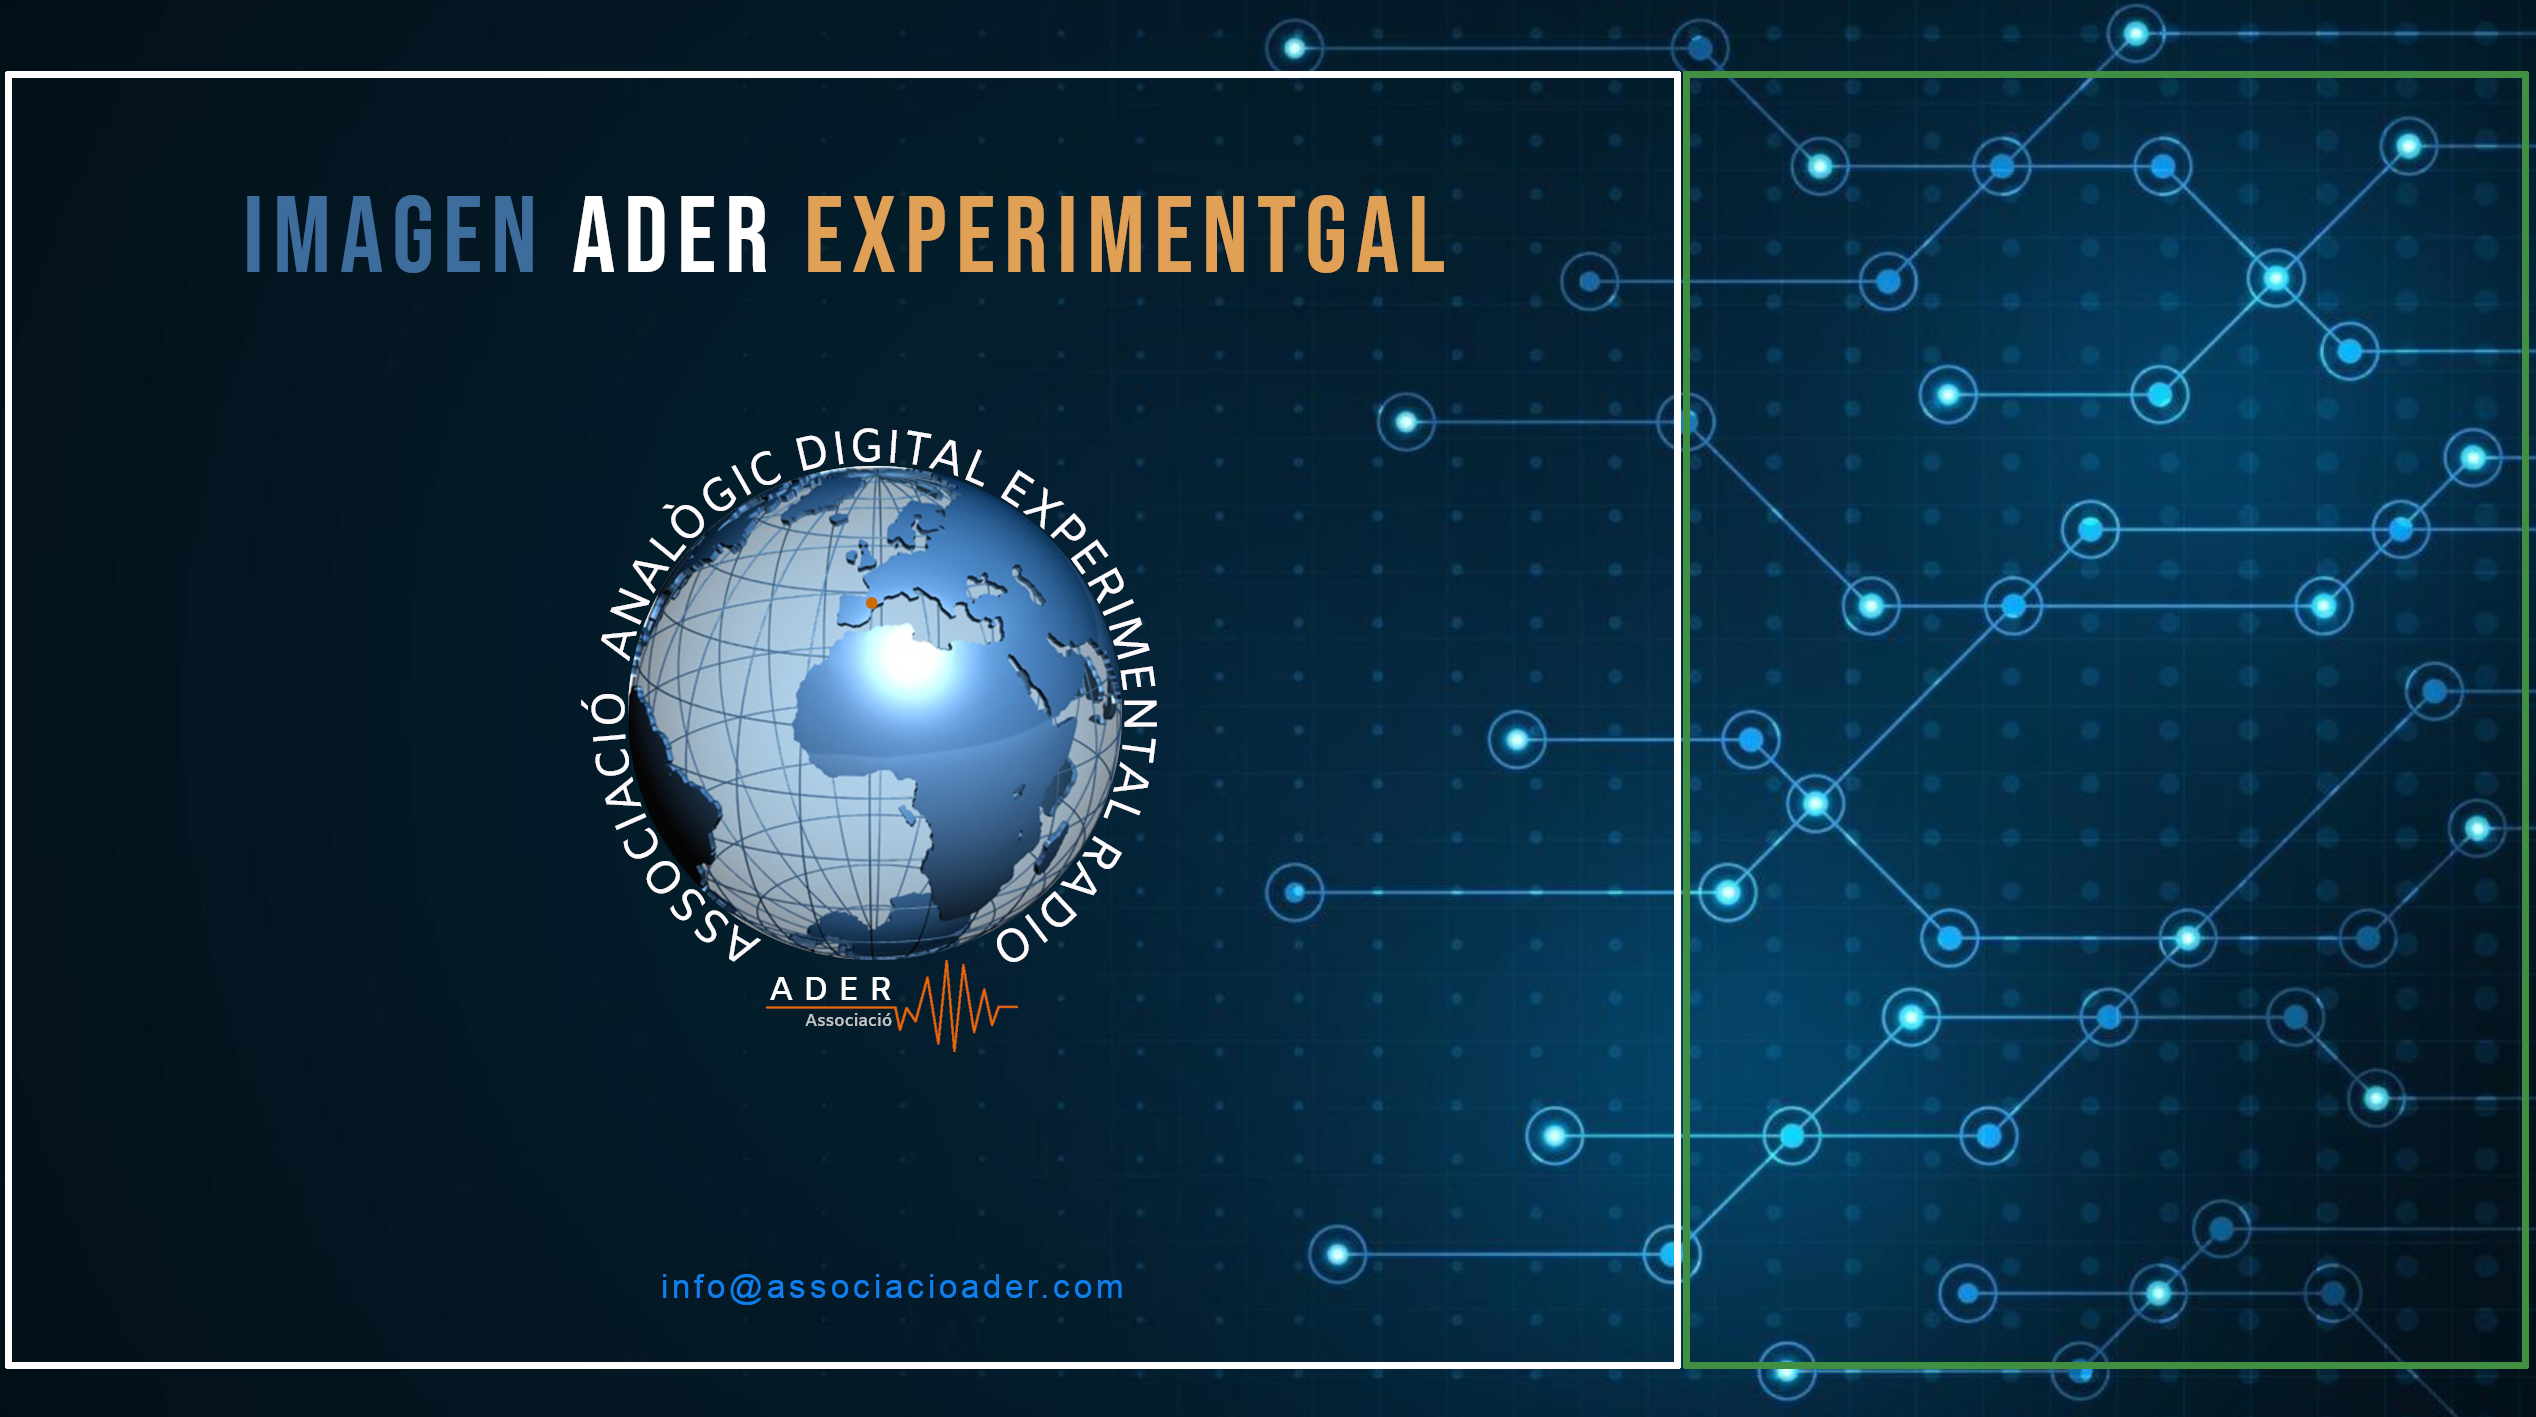 IMAGEN ADER EXPERIMENTGAL
ASSOCIACIÓ ANALÒGIC DIGITAL EXPERIMENTAL RADIO
ADER
Associació
info@associacioader.com